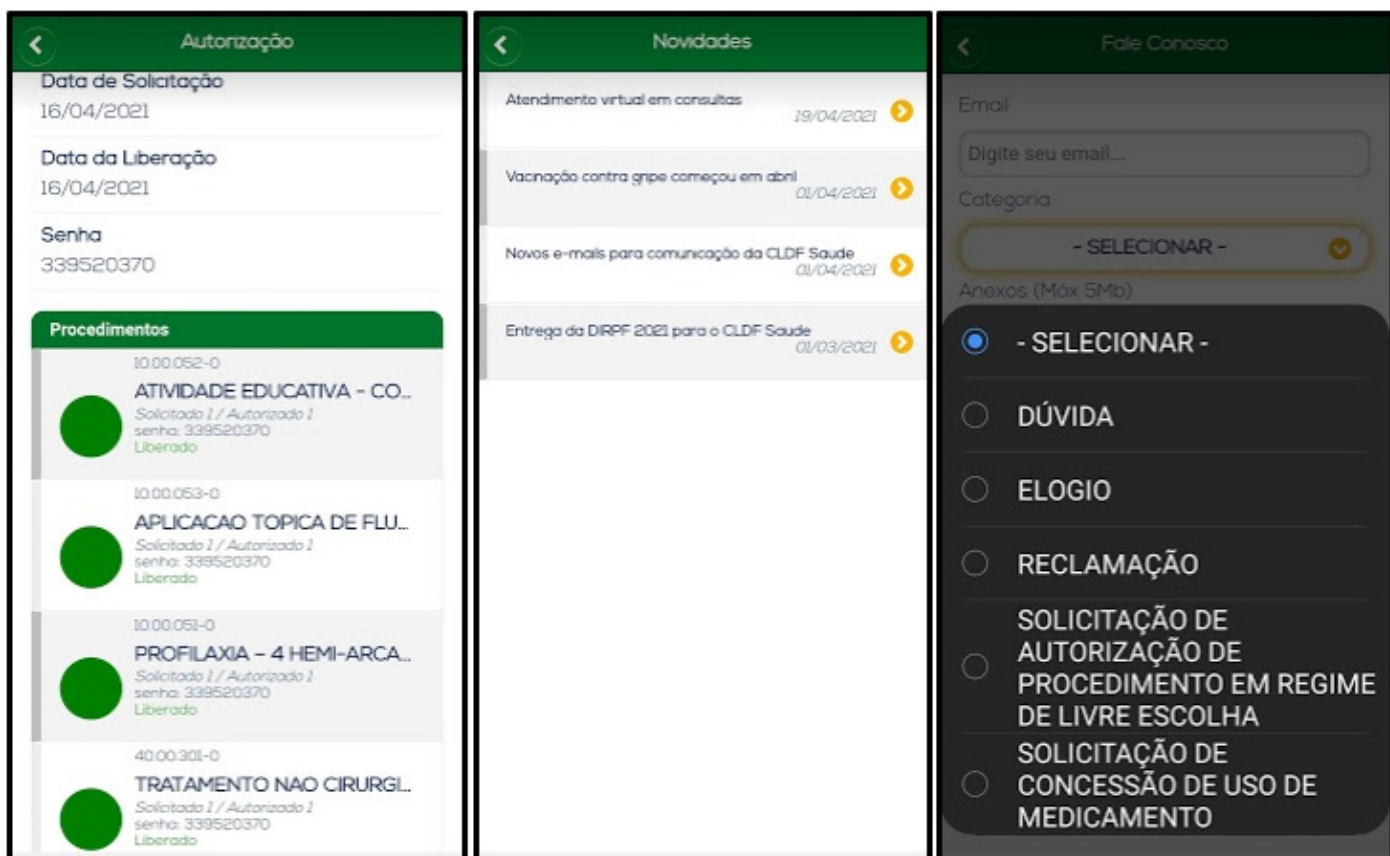 Autorização
Data de Solicitação
16/04/2021
Data da Liberação
16/04/2021
Senha
339520370
Procedimentos
10.00.052-0
ATIVIDADE EDUCATIVA - CO...
Solicitado 1 / Autorizado 1
senha: 339520370
Liberado
10.00.053-0
APLICACAO TOPICA DE FLU...
Solicitado 1 / Autorizado 1
senha: 339520370
Liberado
10.00.051-0
PROFILAXIA – 4 HEMI-ARCA...
Solicitado 1 / Autorizado 1
senha: 339520370
Liberado
40.00.301-0
TRATAMENTO NAO CIRURGI...
Solicitado 1 / Autorizado 1
senha: 339520370
Liberado
Novidades
Atendimento virtual em consultas
19/04/2021
Vacinação contra gripe começou em abril
01/04/2021
Novos e-mails para comunicação da CLDF Saude
01/04/2021
Entrega da DIRPF 2021 para o CLDF Saude
01/03/2021
Fale Conosco
Email
Digite seu email...
Categoria
- SELECIONAR -
Anexos (Máx 5Mb)
- SELECIONAR -
DÚVIDA
ELOGIO
RECLAMAÇÃO
SOLICITAÇÃO DE
AUTORIZAÇÃO DE
PROCEDIMENTO EM REGIME
DE LIVRE ESCOLHA
SOLICITAÇÃO DE
CONCESSÃO DE USO DE
MEDICAMENTO